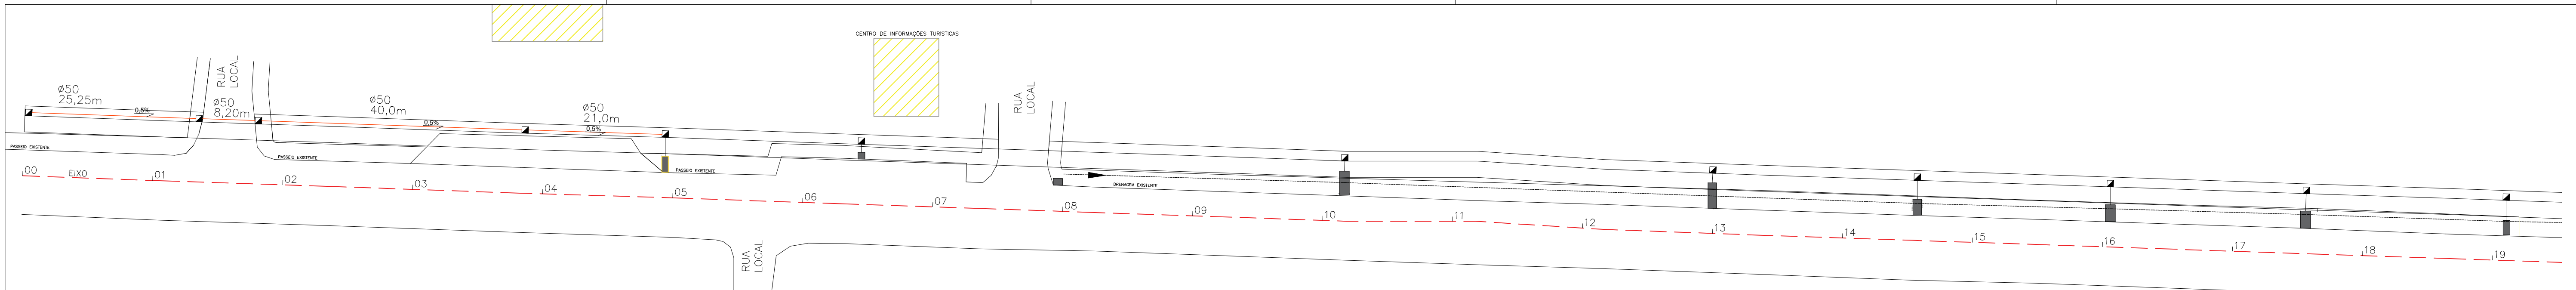 CENTRO DE INFORMAÇÕES TURÍSTICAS
RUA
LOCAL
RUA
LOCAL
ø50
25,25m
0,5%
ø50
8,20m
ø50
40,0m
0,5%
ø50
21,0m
0,5%
PASSEIO EXISTENTE
PASSEIO EXISTENTE
PASSEIO EXISTENTE
DRENAGEM EXISTENTE
00
EIXO
01
02
03
04
05
06
07
08
09
10
11
12
13
14
15
16
17
18
19
RUA
LOCAL